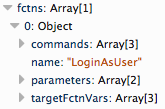 fctns: Array[1]
0: Object
commands: Array[3]
name: "LoginAsUser"
parameters: Array[2]
targetFctnVars: Array[3]